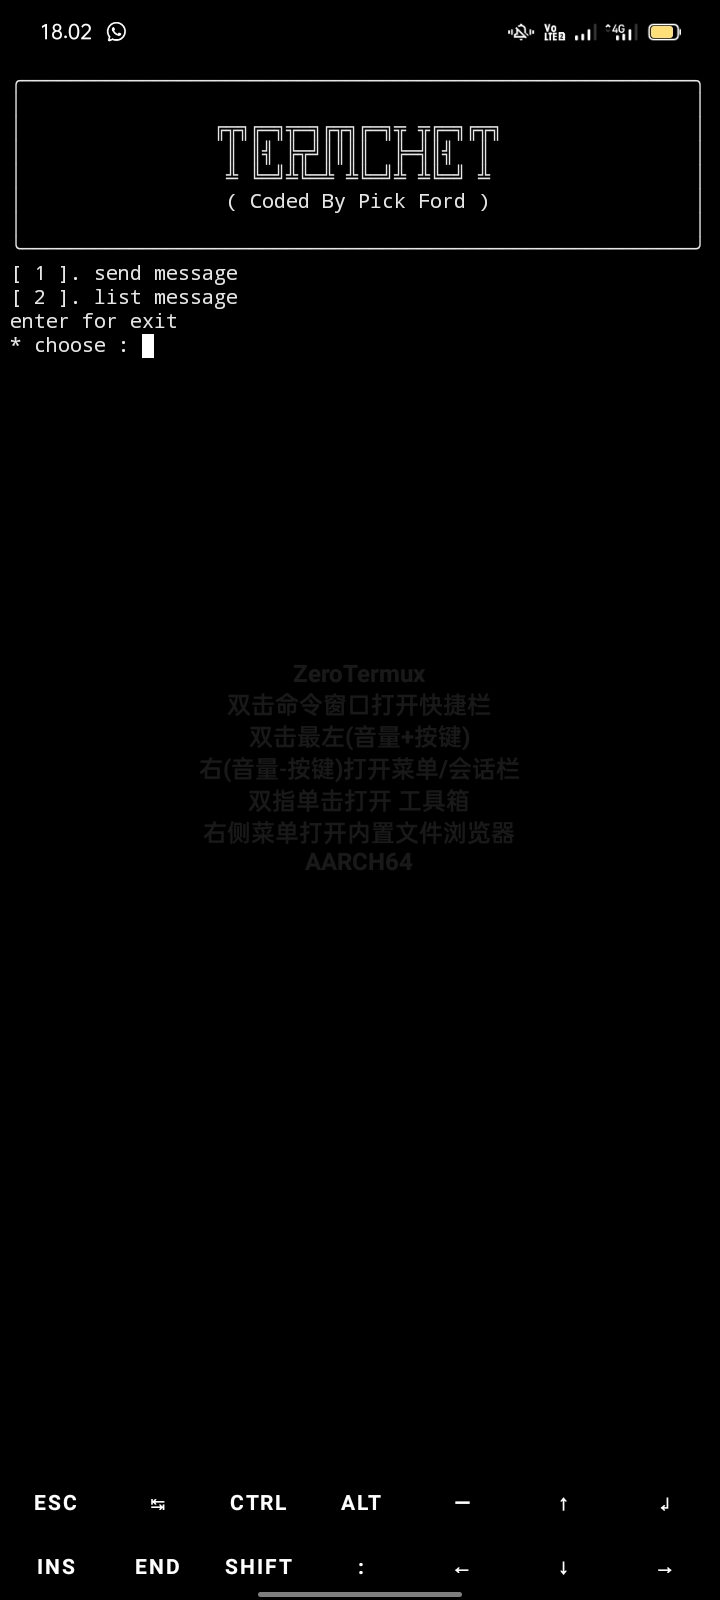 18.02
Vo
LTE2
4G
TERMCHET
( Coded By Pick Ford )
[ 1 ]. send message
[ 2 ]. list message
enter for exit
* choose :
ZeroTermux
双击命令窗口打开快捷栏
双击最左(音量+按键)
右(音量-按键)打开菜单/会话栏
双指单击打开 工具箱
右侧菜单打开内置文件浏览器
AARCH64
ESC ↹ CTRL ALT — ↑ ↲
INS END SHIFT : ← ↓ →